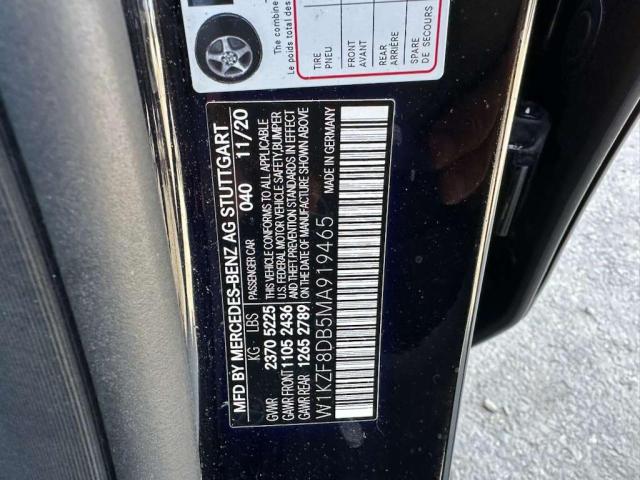 The combine
Le poids total des
TIRE
PNEU
FRONT
AVANT
REAR
ARRIÈRE
SPARE
DE SECOURS
MFD BY MERCEDES-BENZ AG STUTTGART
040 11/20
KG LBS PASSENGER CAR
GVWR 2370 5225
GAWR FRONT 1105 2436
GAWR REAR 1265 2789
THIS VEHICLE CONFORMS TO ALL APPLICABLE
U.S. FEDERAL MOTOR VEHICLE SAFETY, BUMPER
AND THEFT PREVENTION STANDARDS IN EFFECT
ON THE DATE OF MANUFACTURE SHOWN ABOVE
MADE IN GERMANY
W1KZF8DB5MA919465